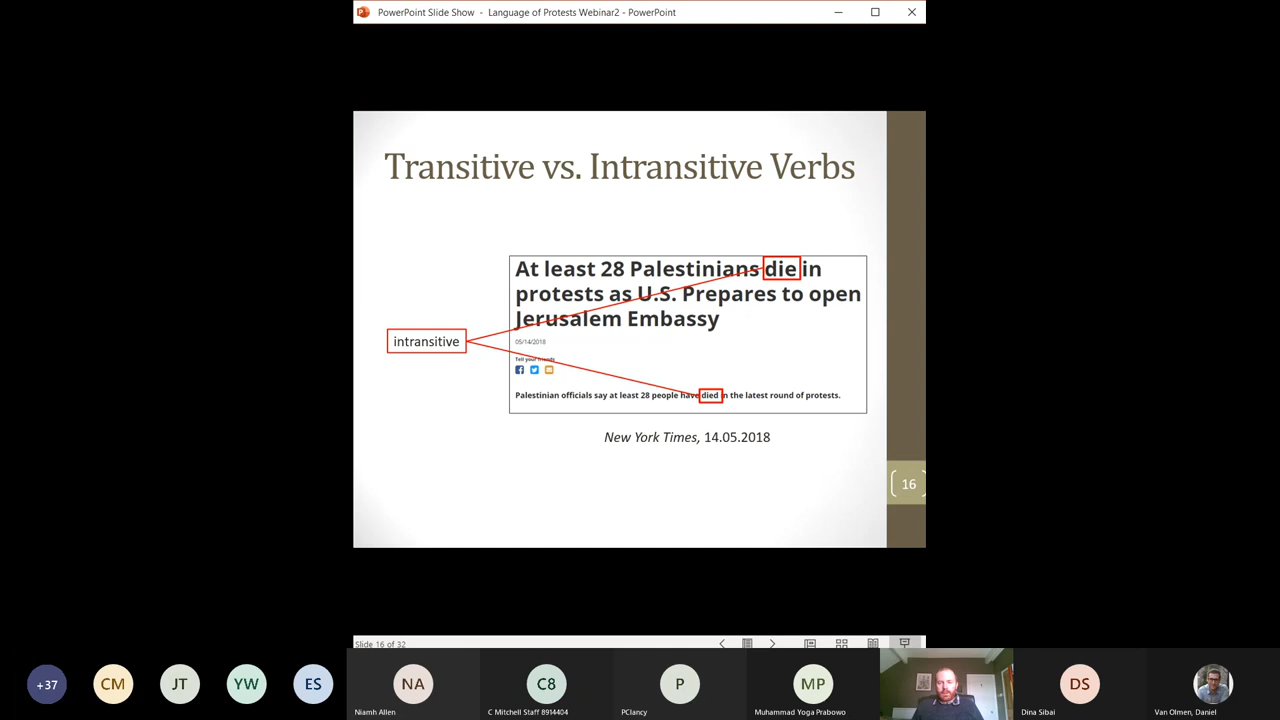 PowerPoint Slide Show - Language of Protests Webinar2 - PowerPoint
Transitive vs. Intransitive Verbs
At least 28 Palestinians die in
protests as U.S. Prepares to open
Jerusalem Embassy
intransitive
05/14/2018
Tell your friends
Palestinian officials say at least 28 people have died in the latest round of protests.
New York Times, 14.05.2018
16
Slide 16 of 32
+37
CM
JT
YW
ES
NA
C8
P
MP
DS
Niamh Allen
C Mitchell Staff 8914404
PClancy
Muhammad Yoga Prabowo
Dina Sibai
Van Olmen, Daniel